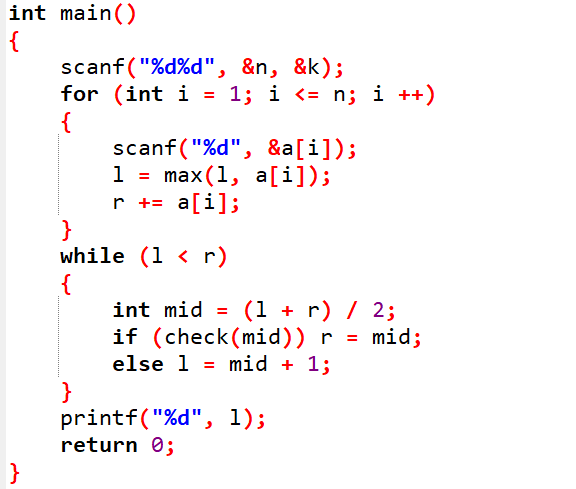 int main()
{
    scanf("%d%d", &n, &k);
    for (int i = 1; i <= n; i ++)
    {
        scanf("%d", &a[i]);
        l = max(l, a[i]);
        r += a[i];
    }
    while (l < r)
    {
        int mid = (l + r) / 2;
        if (check(mid)) r = mid;
        else l = mid + 1;
    }
    printf("%d", l);
    return 0;
}